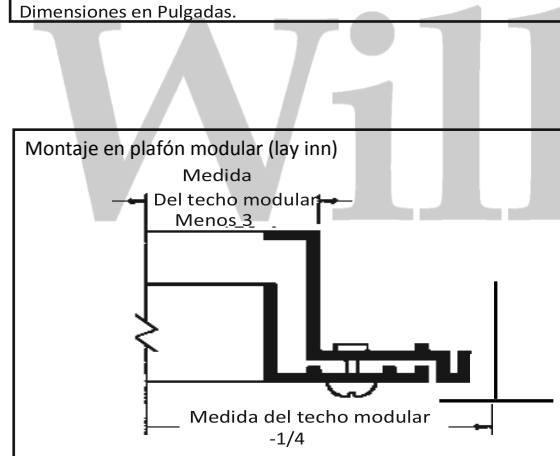 Dimensiones en Pulgadas.
Will
Montaje en plafón modular (lay inn)
Medida
Del techo modular
Menos 3
Medida del techo modular
-1/4